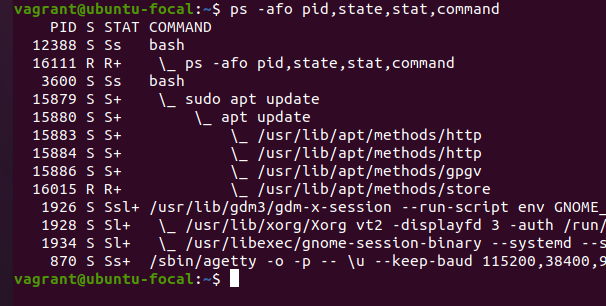 vagrant@ubuntu-focal:~$ ps -afo pid,state,stat,command
    PID S STAT COMMAND
  12388 S Ss   bash
  16111 R R+    \_ ps -afo pid,state,stat,command
   3600 S Ss   bash
  15879 S S+    \_ sudo apt update
  15880 S S+        \_ apt update
  15883 S S+            \_ /usr/lib/apt/methods/http
  15884 S S+            \_ /usr/lib/apt/methods/http
  15886 S S+            \_ /usr/lib/apt/methods/gpgv
  16015 R R+            \_ /usr/lib/apt/methods/store
   1926 S Ssl+ /usr/lib/gdm3/gdm-x-session --run-script env GNOME_
   1928 S Sl+   \_ /usr/lib/xorg/Xorg vt2 -displayfd 3 -auth /run/
   1934 S Sl+   \_ /usr/libexec/gnome-session-binary --systemd --s
    870 S Ss+  /sbin/agetty -o -p -- \u --keep-baud 115200,38400,9
vagrant@ubuntu-focal:~$